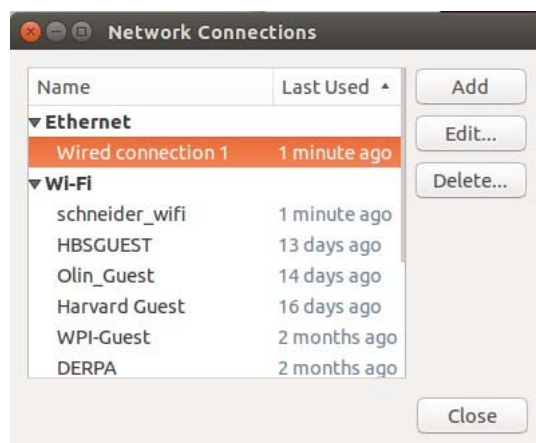 Network Connections
Name Last Used Add
Ethernet
Edit...
Wired connection 1 1 minute ago
Wi-Fi
Delete...
schneider_wifi 1 minute ago
HBSGUEST 13 days ago
Olin_Guest 14 days ago
Harvard Guest 16 days ago
WPI-Guest 2 months ago
DERPA 2 months ago
Close